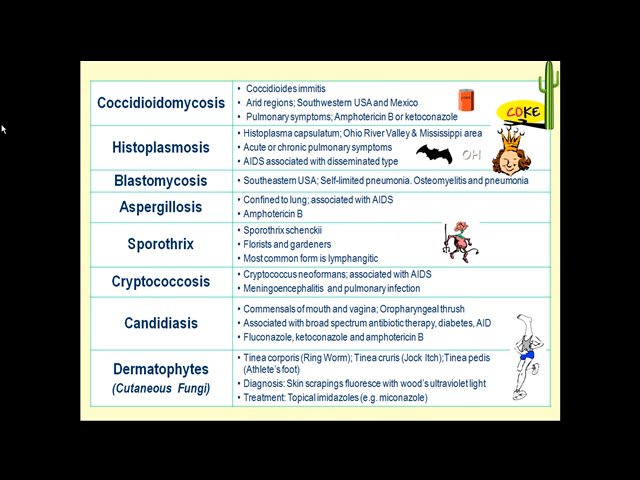 Coccidioidomycosis
• Coccidioides immitis
• Arid regions; Southwestern USA and Mexico
• Pulmonary symptoms; Amphotericin B or ketoconazole
COKE
Histoplasmosis
• Histoplasma capsulatum; Ohio River Valley & Mississippi area
• Acute or chronic pulmonary symptoms
• AIDS associated with disseminated type
OH
Blastomycosis
• Southeastern USA; Self-limited pneumonia. Osteomyelitis and pneumonia
Aspergillosis
• Confined to lung; associated with AIDS
• Amphotericin B
Sporothrix
• Sporothrix schenckii
• Florists and gardeners
• Most common form is lymphangitic
Cryptococcosis
• Cryptococcus neoformans; associated with AIDS
• Meningoencephalitis and pulmonary infection
Candidiasis
• Commensals of mouth and vagina; Oropharyngeal thrush
• Associated with broad spectrum antibiotic therapy, diabetes, AID
• Fluconazole, ketoconazole and amphotericin B
Dermatophytes
(Cutaneous Fungi)
• Tinea corporis (Ring Worm); Tinea cruris (Jock Itch); Tinea pedis
(Athlete's foot)
• Diagnosis: Skin scrapings fluoresce with wood's ultraviolet light
• Treatment: Topical imidazoles (e.g. miconazole)